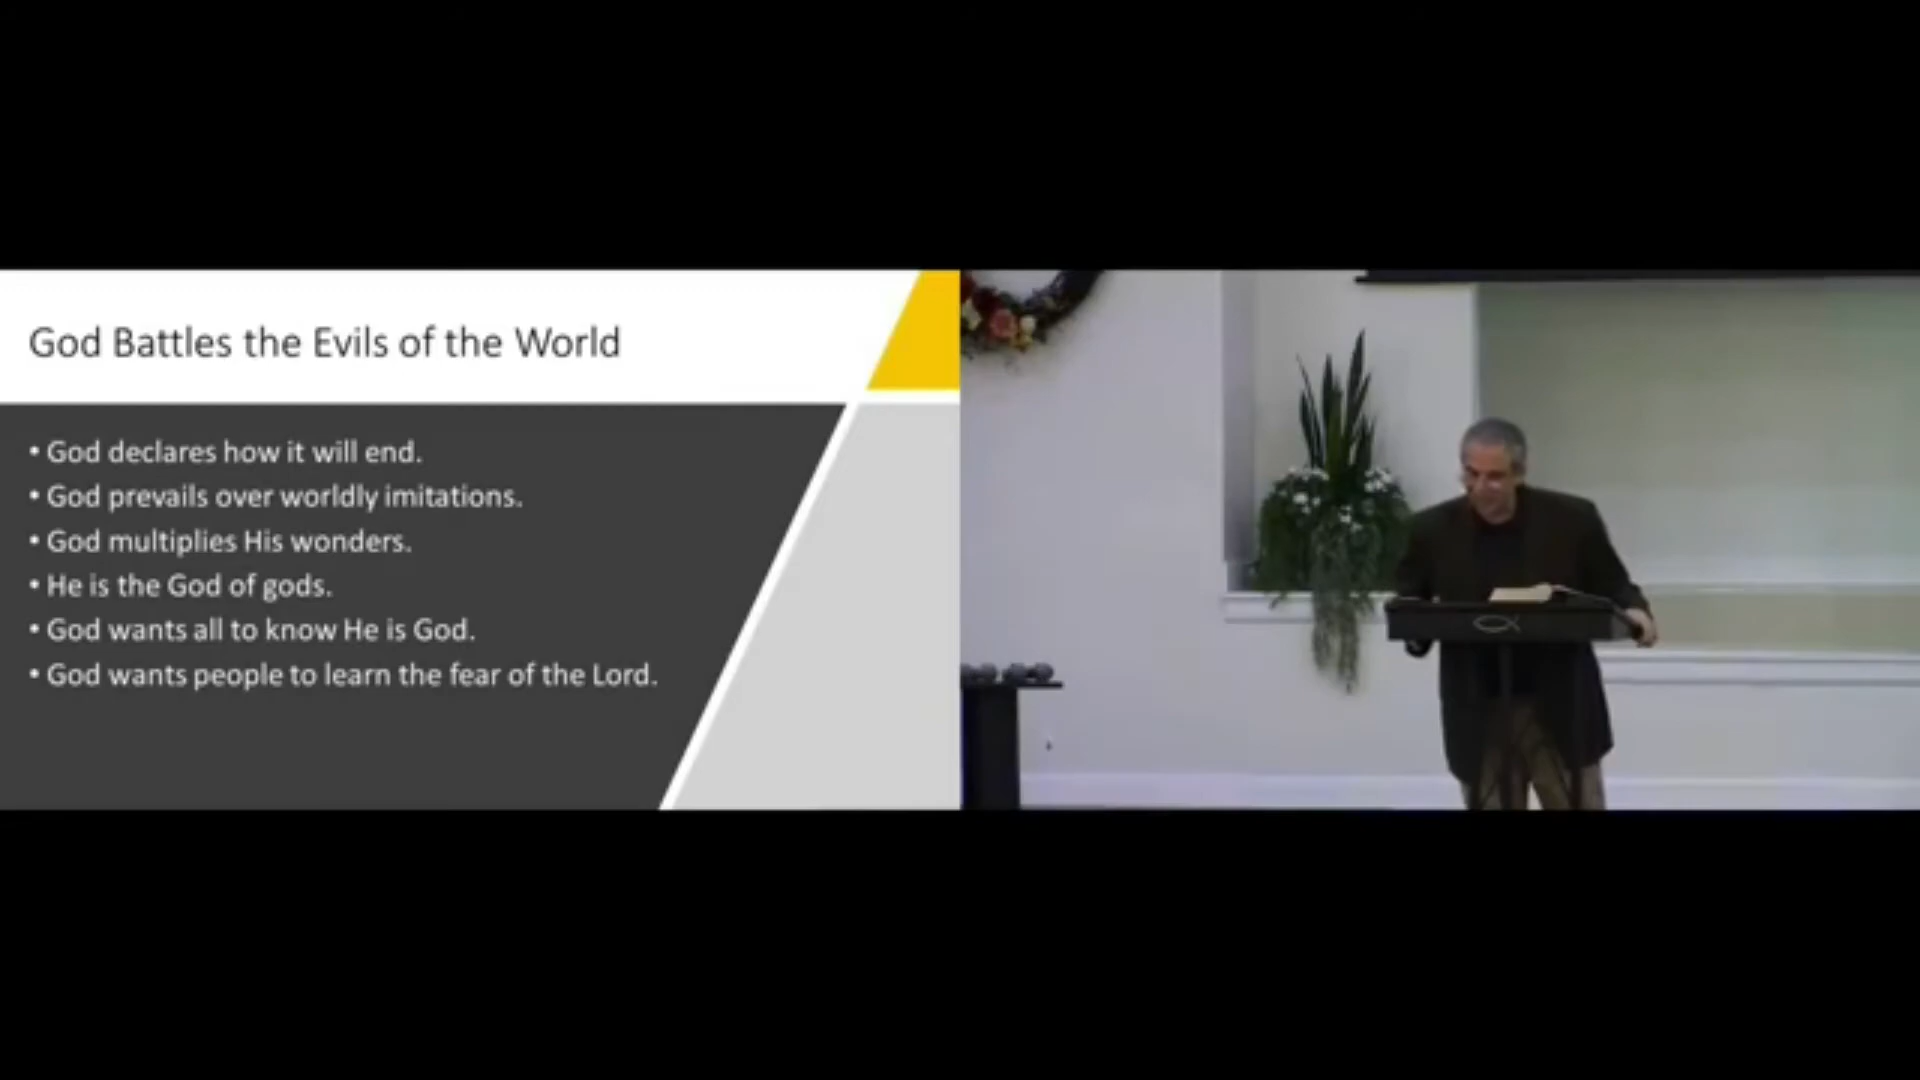 God Battles the Evils of the World
• God declares how it will end.
• God prevails over worldly imitations.
• God multiplies His wonders.
• He is the God of gods.
• God wants all to know He is God.
• God wants people to learn the fear of the Lord.